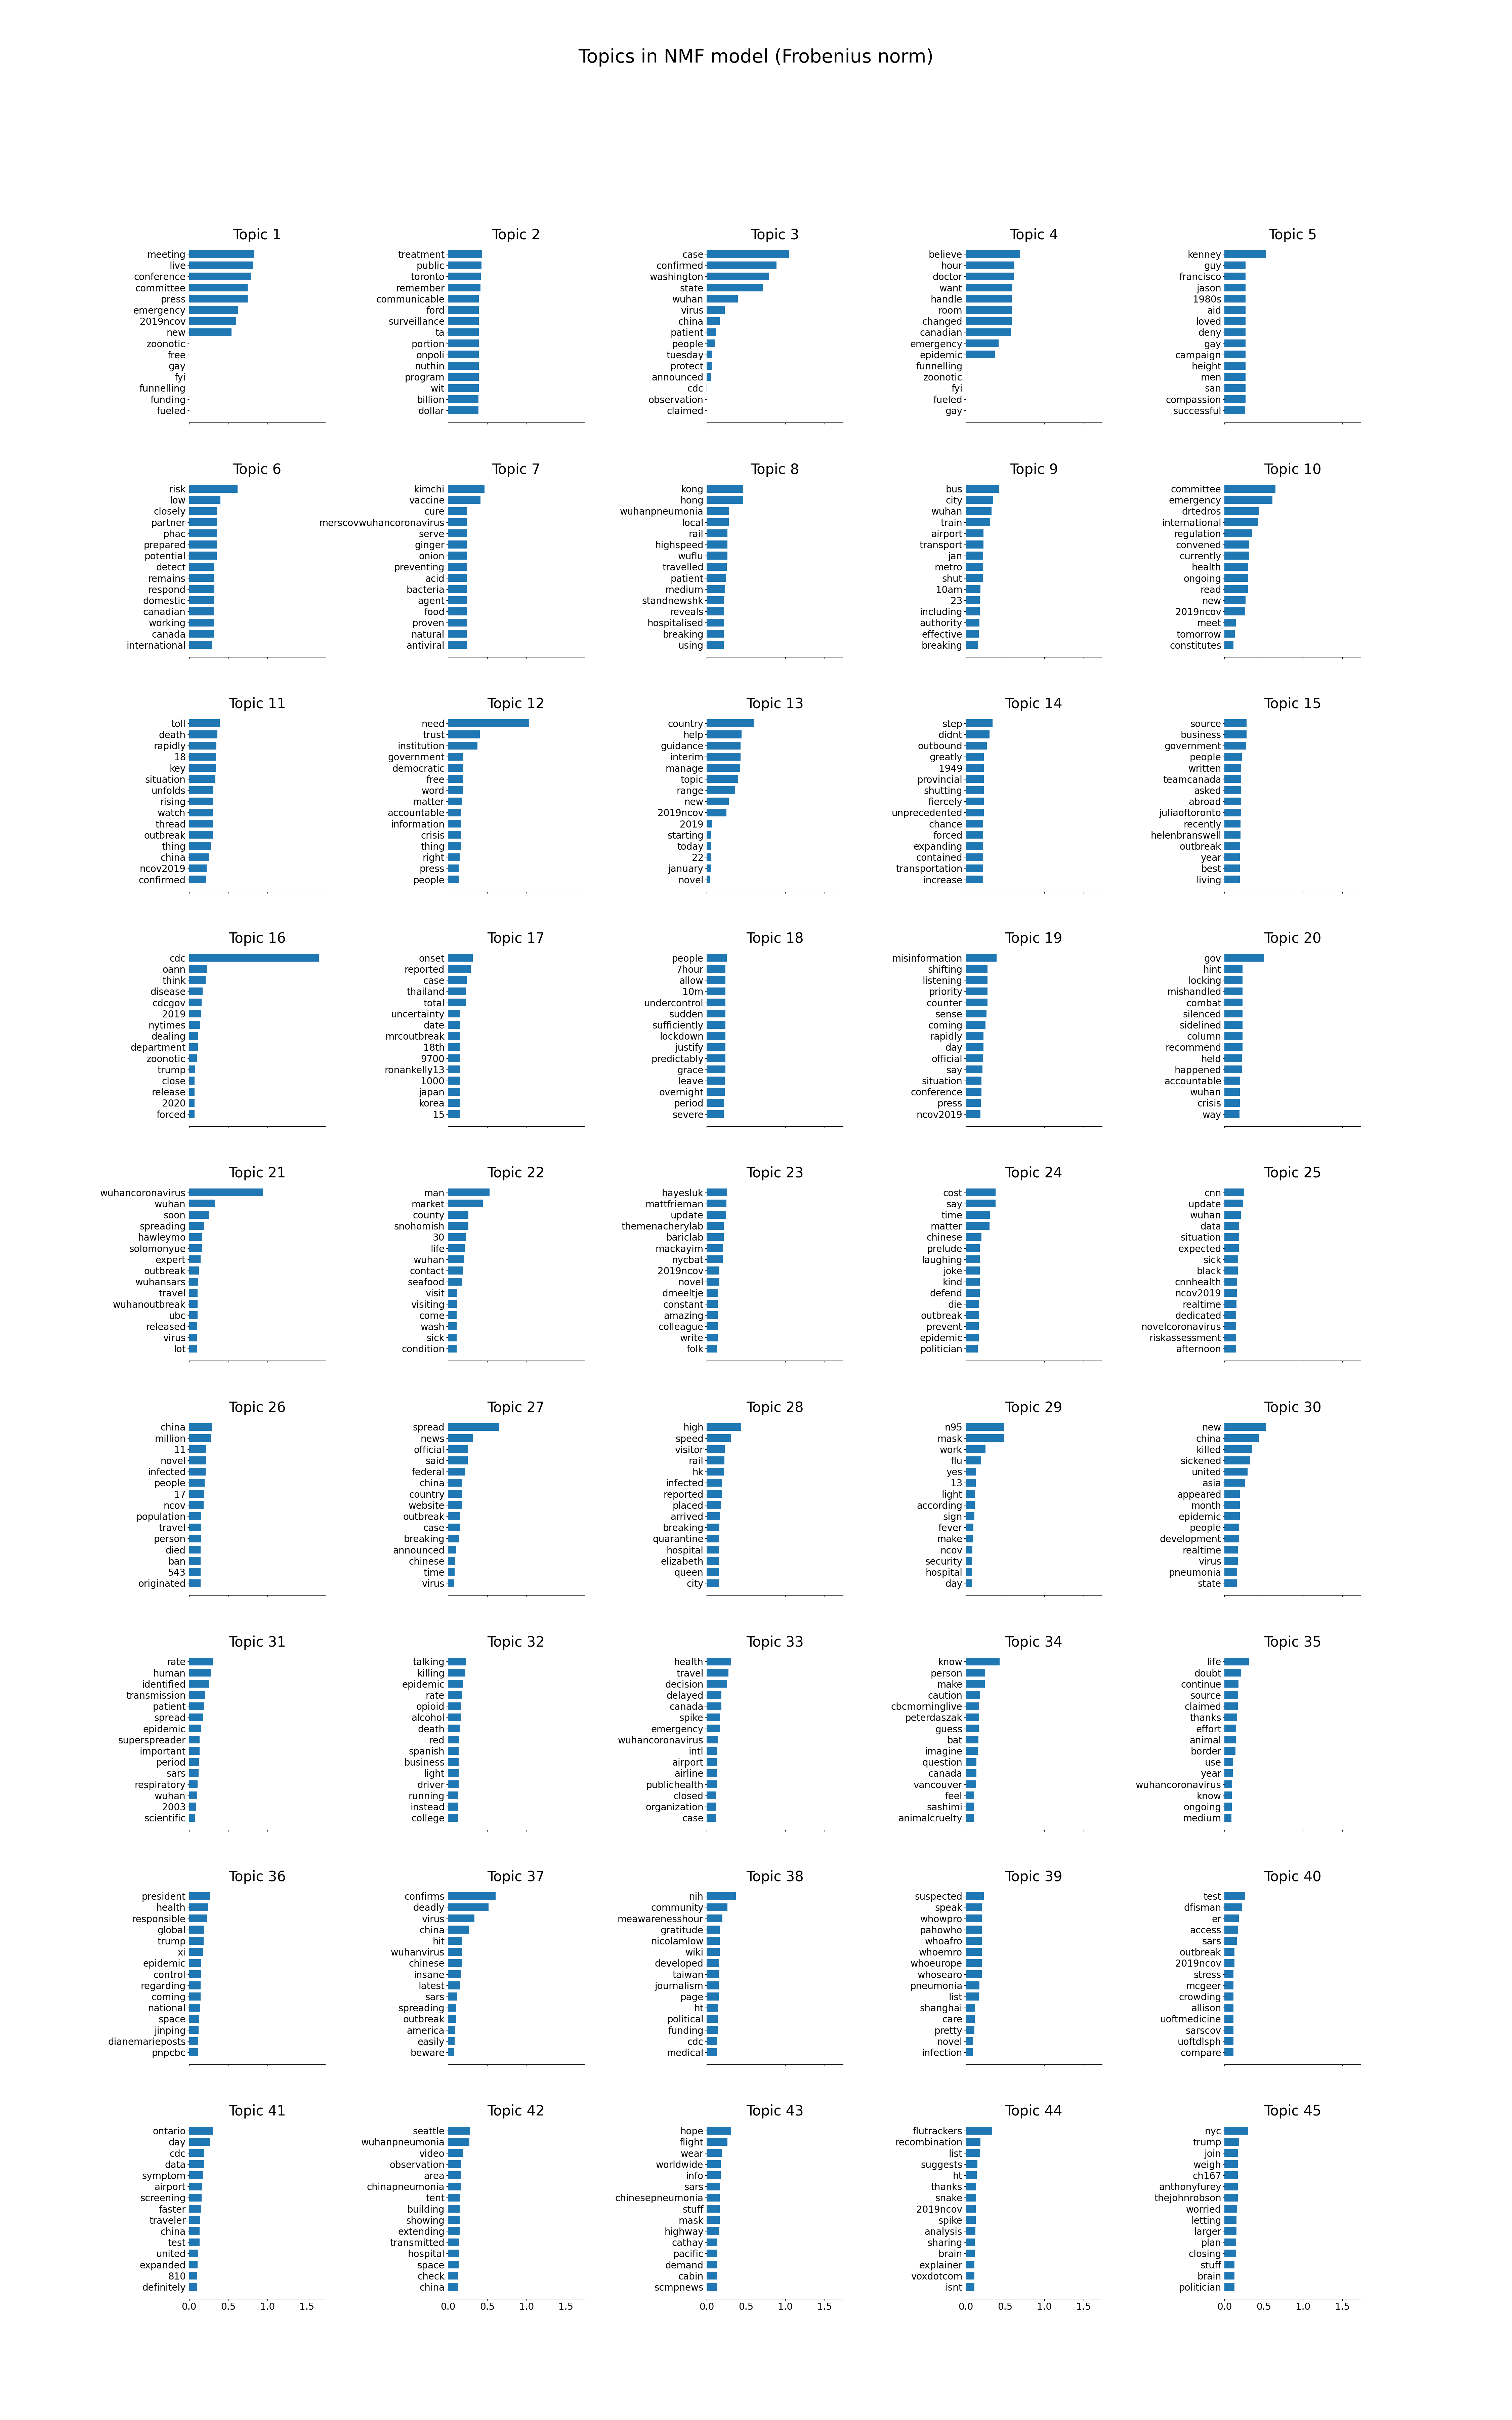 Topics in NMF model (Frobenius norm)
Topic 1
meeting
live
conference
committee
press
emergency
2019ncov
new
zoonotic
free
gay
fyi
funnelling
funding
fueled
Topic 2
treatment
public
toronto
remember
communicable
ford
surveillance
ta
portion
onpoli
nuthin
program
wit
billion
dollar
Topic 3
case
confirmed
washington
state
wuhan
virus
china
patient
people
tuesday
protect
announced
cdc
observation
claimed
Topic 4
believe
hour
doctor
want
handle
room
changed
canadian
emergency
epidemic
funnelling
zoonotic
fyi
fueled
gay
Topic 5
kenney
guy
francisco
jason
1980s
aid
loved
deny
gay
campaign
height
men
san
compassion
successful
Topic 6
risk
low
closely
partner
phac
prepared
potential
detect
remains
respond
domestic
canadian
working
canada
international
Topic 7
kimchi
vaccine
cure
merscovwuhancoronavirus
serve
ginger
onion
preventing
acid
bacteria
agent
food
proven
natural
antiviral
Topic 8
kong
hong
wuhanpneumonia
local
rail
highspeed
wuflu
travelled
patient
medium
standnewshk
reveals
hospitalised
breaking
using
Topic 9
bus
city
wuhan
train
airport
transport
jan
metro
shut
10am
23
including
authority
effective
breaking
Topic 10
committee
emergency
drtedros
international
regulation
convened
currently
health
ongoing
read
new
2019ncov
meet
tomorrow
constitutes
Topic 11
toll
death
rapidly
18
key
situation
unfolds
rising
watch
thread
outbreak
thing
china
ncov2019
confirmed
Topic 12
need
trust
institution
government
democratic
free
word
matter
accountable
information
crisis
thing
right
press
people
Topic 13
country
help
guidance
interim
manage
topic
range
new
2019ncov
2019
starting
today
22
january
novel
Topic 14
step
didnt
outbound
greatly
1949
provincial
shutting
fiercely
unprecedented
chance
forced
expanding
contained
transportation
increase
Topic 15
source
business
government
people
written
teamcanada
asked
abroad
juliaoftoronto
recently
helenbranswell
outbreak
year
best
living
Topic 16
cdc
oann
think
disease
cdcgov
2019
nytimes
dealing
department
zoonotic
trump
close
release
2020
forced
Topic 17
onset
reported
case
thailand
total
uncertainty
date
mrcoutbreak
18th
9700
ronankelly13
1000
japan
korea
15
Topic 18
people
7hour
allow
10m
undercontrol
sudden
sufficiently
lockdown
justify
predictably
grace
leave
overnight
period
severe
Topic 19
misinformation
shifting
listening
priority
counter
sense
coming
rapidly
day
official
say
situation
conference
press
ncov2019
Topic 20
gov
hint
locking
mishandled
combat
silenced
sidelined
column
recommend
held
happened
accountable
wuhan
crisis
way
Topic 21
wuhancoronavirus
wuhan
soon
spreading
hawleymo
solomonyue
expert
outbreak
wuhansars
travel
wuhanoutbreak
ubc
released
virus
lot
Topic 22
man
market
county
snohomish
30
life
wuhan
contact
seafood
visit
visiting
come
wash
sick
condition
Topic 23
hayesluk
mattfrieman
update
themenacherylab
bariclab
mackayim
nycbat
2019ncov
novel
drneeltje
constant
amazing
colleague
write
folk
Topic 24
cost
say
time
matter
chinese
prelude
laughing
joke
kind
defend
die
outbreak
prevent
epidemic
politician
Topic 25
cnn
update
wuhan
data
situation
expected
sick
black
cnnhealth
ncov2019
realtime
dedicated
novelcoronavirus
riskassessment
afternoon
Topic 26
china
million
11
novel
infected
people
17
ncov
population
travel
person
died
ban
543
originated
Topic 27
spread
news
official
said
federal
china
country
website
outbreak
case
breaking
announced
chinese
time
virus
Topic 28
high
speed
visitor
rail
hk
infected
reported
placed
arrived
breaking
quarantine
hospital
elizabeth
queen
city
Topic 29
n95
mask
work
flu
yes
13
light
according
sign
fever
make
ncov
security
hospital
day
Topic 30
new
china
killed
sickened
united
asia
appeared
month
epidemic
people
development
realtime
virus
pneumonia
state
Topic 31
rate
human
identified
transmission
patient
spread
epidemic
superspreader
important
period
sars
respiratory
wuhan
2003
scientific
Topic 32
talking
killing
epidemic
rate
opioid
alcohol
death
red
spanish
business
light
driver
running
instead
college
Topic 33
health
travel
decision
delayed
canada
spike
emergency
wuhancoronavirus
intl
airport
airline
publichealth
closed
organization
case
Topic 34
know
person
make
caution
cbcmorninglive
peterdaszak
guess
bat
imagine
question
canada
vancouver
feel
sashimi
animalcruelty
Topic 35
life
doubt
continue
source
claimed
thanks
effort
animal
border
use
year
wuhancoronavirus
know
ongoing
medium
Topic 36
president
health
responsible
global
trump
xi
epidemic
control
regarding
coming
national
space
jinping
dianemarieposts
pnpcbc
Topic 37
confirms
deadly
virus
china
hit
wuhanvirus
chinese
insane
latest
sars
spreading
outbreak
america
easily
beware
Topic 38
nih
community
meawarenesshour
gratitude
nicolamlow
wiki
developed
taiwan
journalism
page
ht
political
funding
cdc
medical
Topic 39
suspected
speak
whowpro
pahowho
whoafro
whoemro
whoeurope
whosearo
pneumonia
list
shanghai
care
pretty
novel
infection
Topic 40
test
dfisman
er
access
sars
outbreak
2019ncov
stress
mcgeer
crowding
allison
uoftmedicine
sarscov
uoftdlsph
compare
Topic 41
ontario
day
cdc
data
symptom
airport
screening
faster
traveler
china
test
united
expanded
810
definitely
0.0 0.5 1.0 1.5
Topic 42
seattle
wuhanpneumonia
video
observation
area
chinapneumonia
tent
building
showing
extending
transmitted
hospital
space
check
china
0.0 0.5 1.0 1.5
Topic 43
hope
flight
wear
worldwide
info
sars
chinesepneumonia
stuff
mask
highway
cathay
pacific
demand
cabin
scmpnews
0.0 0.5 1.0 1.5
Topic 44
flutrackers
recombination
list
suggests
ht
thanks
snake
2019ncov
spike
analysis
sharing
brain
explainer
voxdotcom
isnt
0.0 0.5 1.0 1.5
Topic 45
nyc
trump
join
weigh
ch167
anthonyfurey
thejohnrobson
worried
letting
larger
plan
closing
stuff
brain
politician
0.0 0.5 1.0 1.5